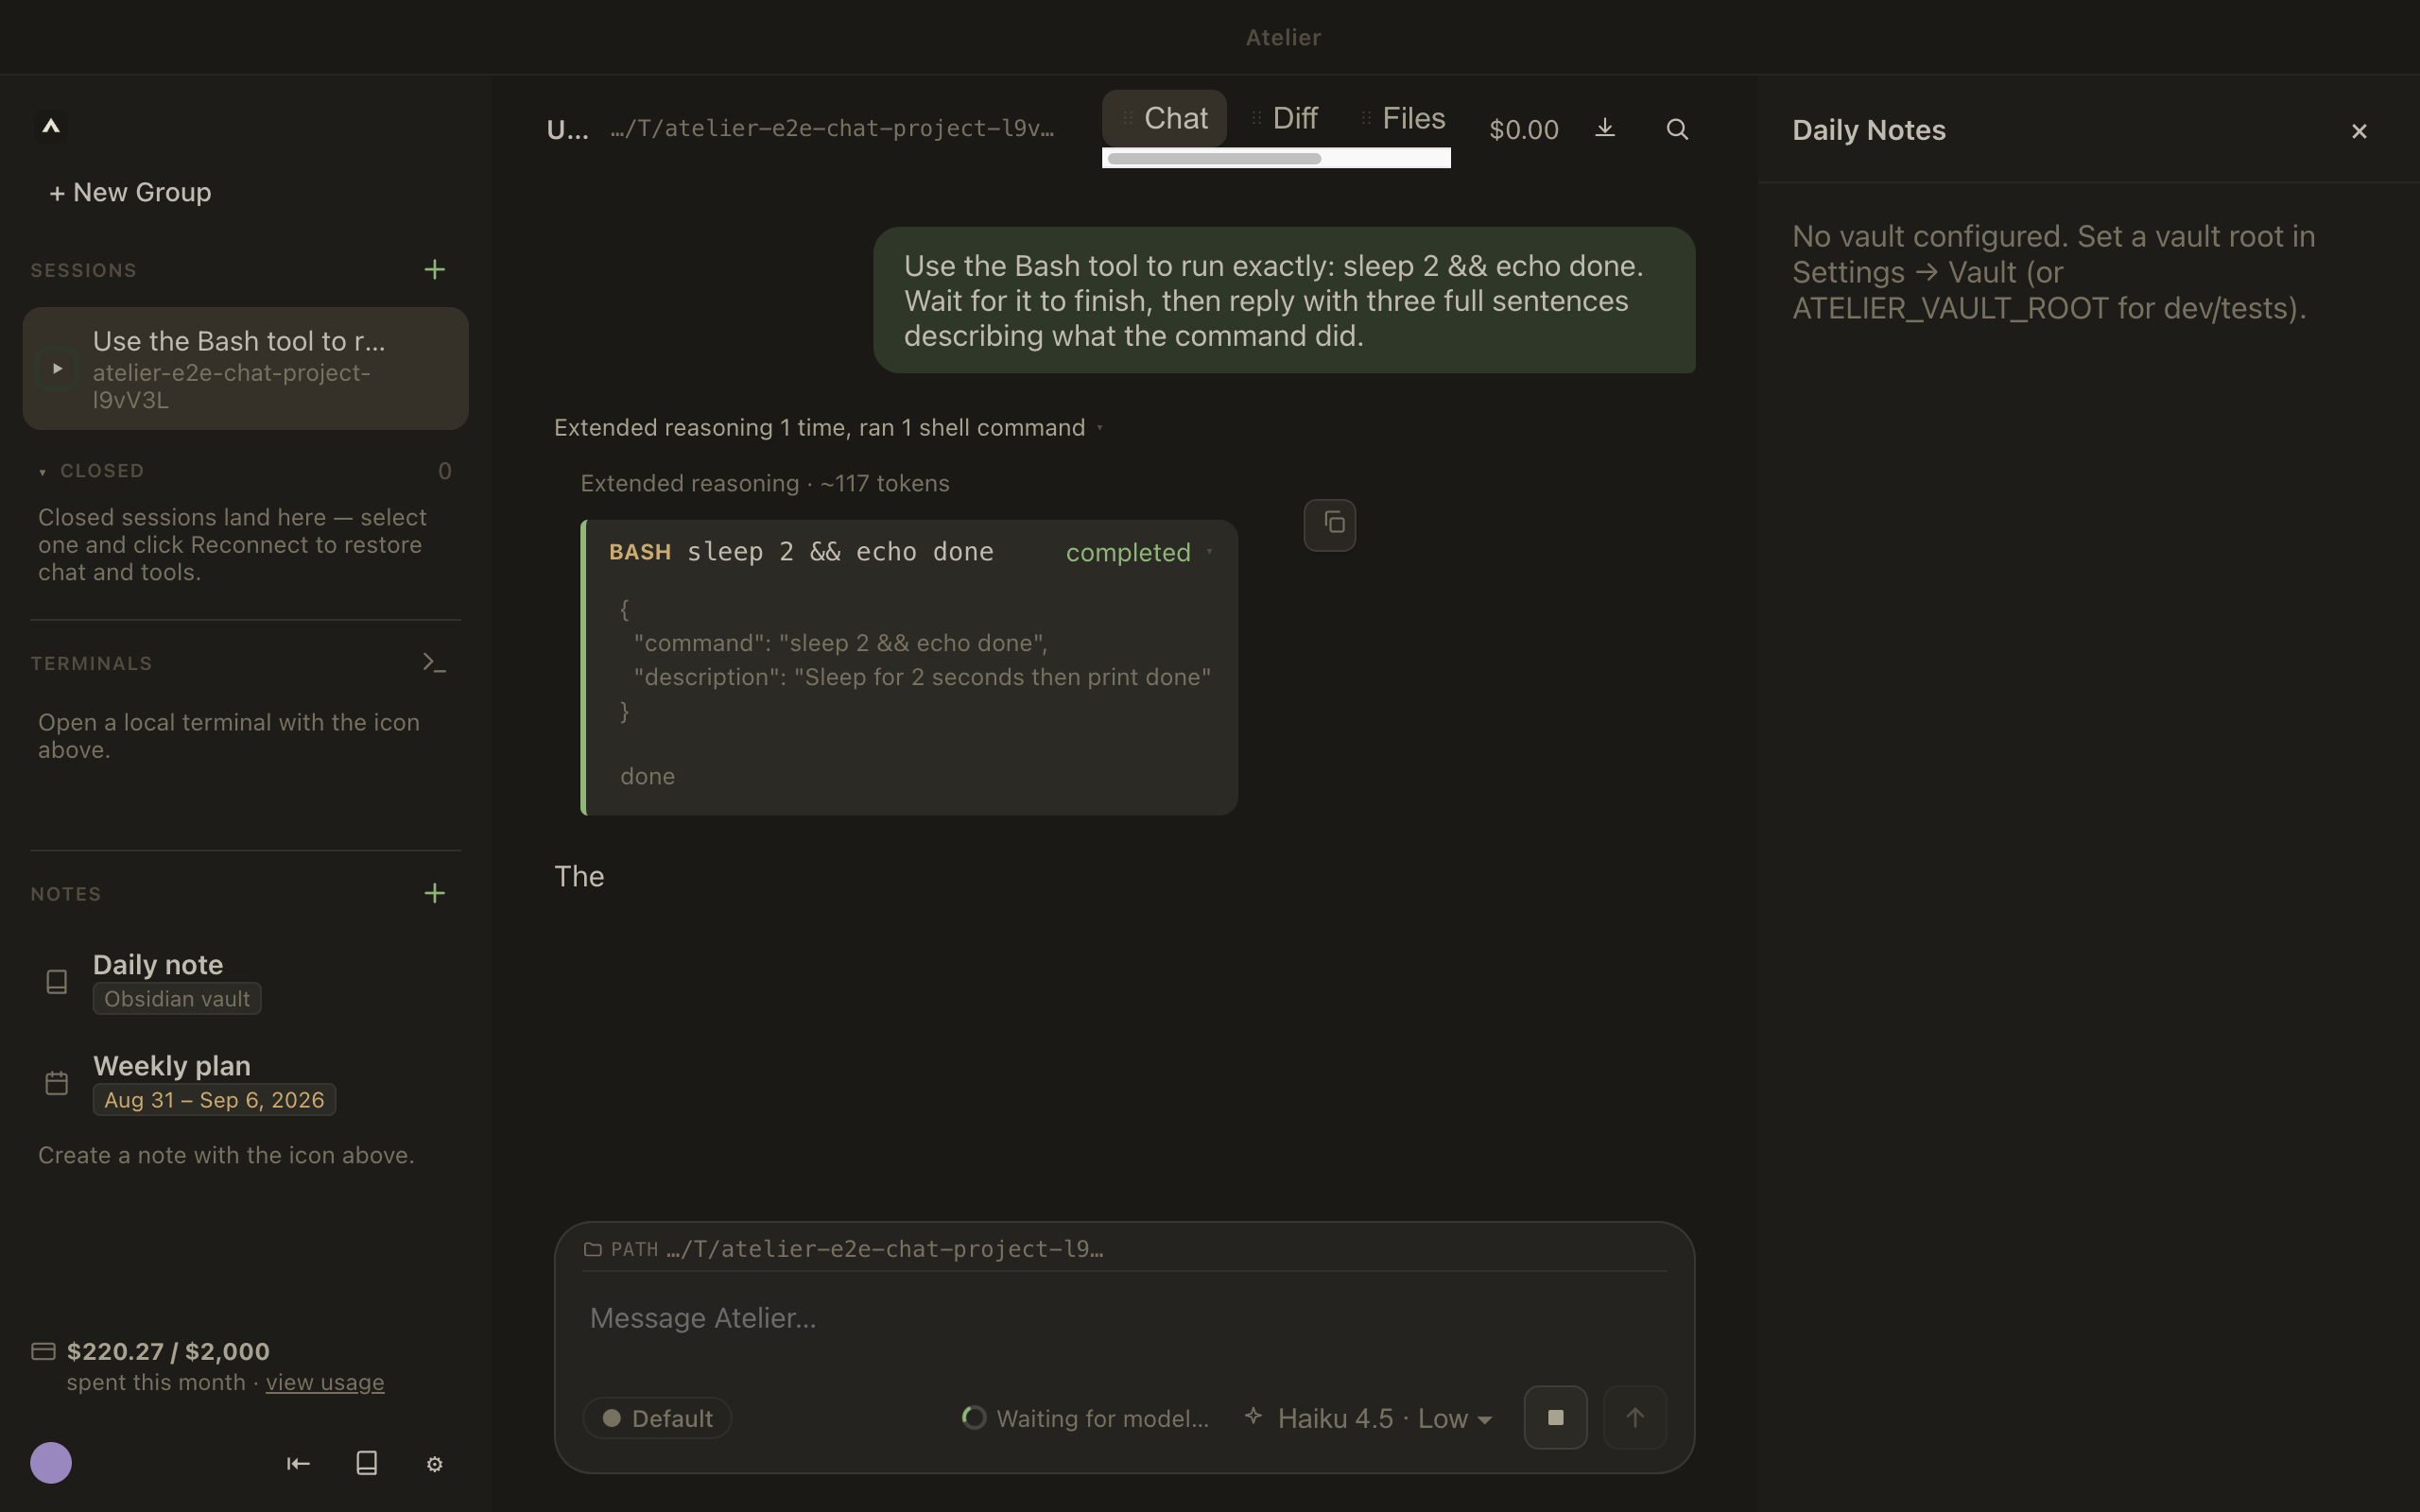 Atelier
+ New Group
SESSIONS
Use the Bash tool to r...
atelier-e2e-chat-project-
l9vV3L
CLOSED 0
Closed sessions land here — select
one and click Reconnect to restore
chat and tools.
TERMINALS
Open a local terminal with the icon
above.
NOTES
Daily note
Obsidian vault
Weekly plan
Aug 31 – Sep 6, 2026
Create a note with the icon above.
$220.27 / $2,000
spent this month · view usage
U... …/T/atelier-e2e-chat-project-l9v…
Chat Diff Files $0.00
Use the Bash tool to run exactly: sleep 2 && echo done.
Wait for it to finish, then reply with three full sentences
describing what the command did.
Extended reasoning 1 time, ran 1 shell command
Extended reasoning · ~117 tokens
BASH sleep 2 && echo done completed
{
"command": "sleep 2 && echo done",
"description": "Sleep for 2 seconds then print done"
}
done
The
PATH …/T/atelier-e2e-chat-project-l9…
Message Atelier...
Default Waiting for model... Haiku 4.5 · Low
Daily Notes
No vault configured. Set a vault root in
Settings → Vault (or
ATELIER_VAULT_ROOT for dev/tests).